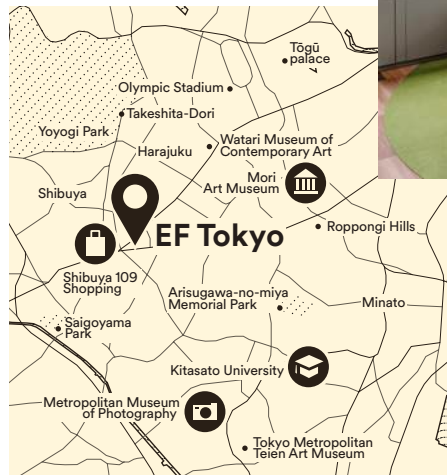 Tōgū
palace
Olympic Stadium
Takeshita-Dori
Yoyogi Park
Harajuku
Watari Museum of
Contemporary Art
Mori
Art Museum
Shibuya
Roppongi Hills
EF Tokyo
Shibuya 109
Shopping
Arisugawa-no-miya
Memorial Park
Minato
Saigoyama
Park
Kitasato University
Metropolitan Museum
of Photography
Tokyo Metropolitan
Teien Art Museum